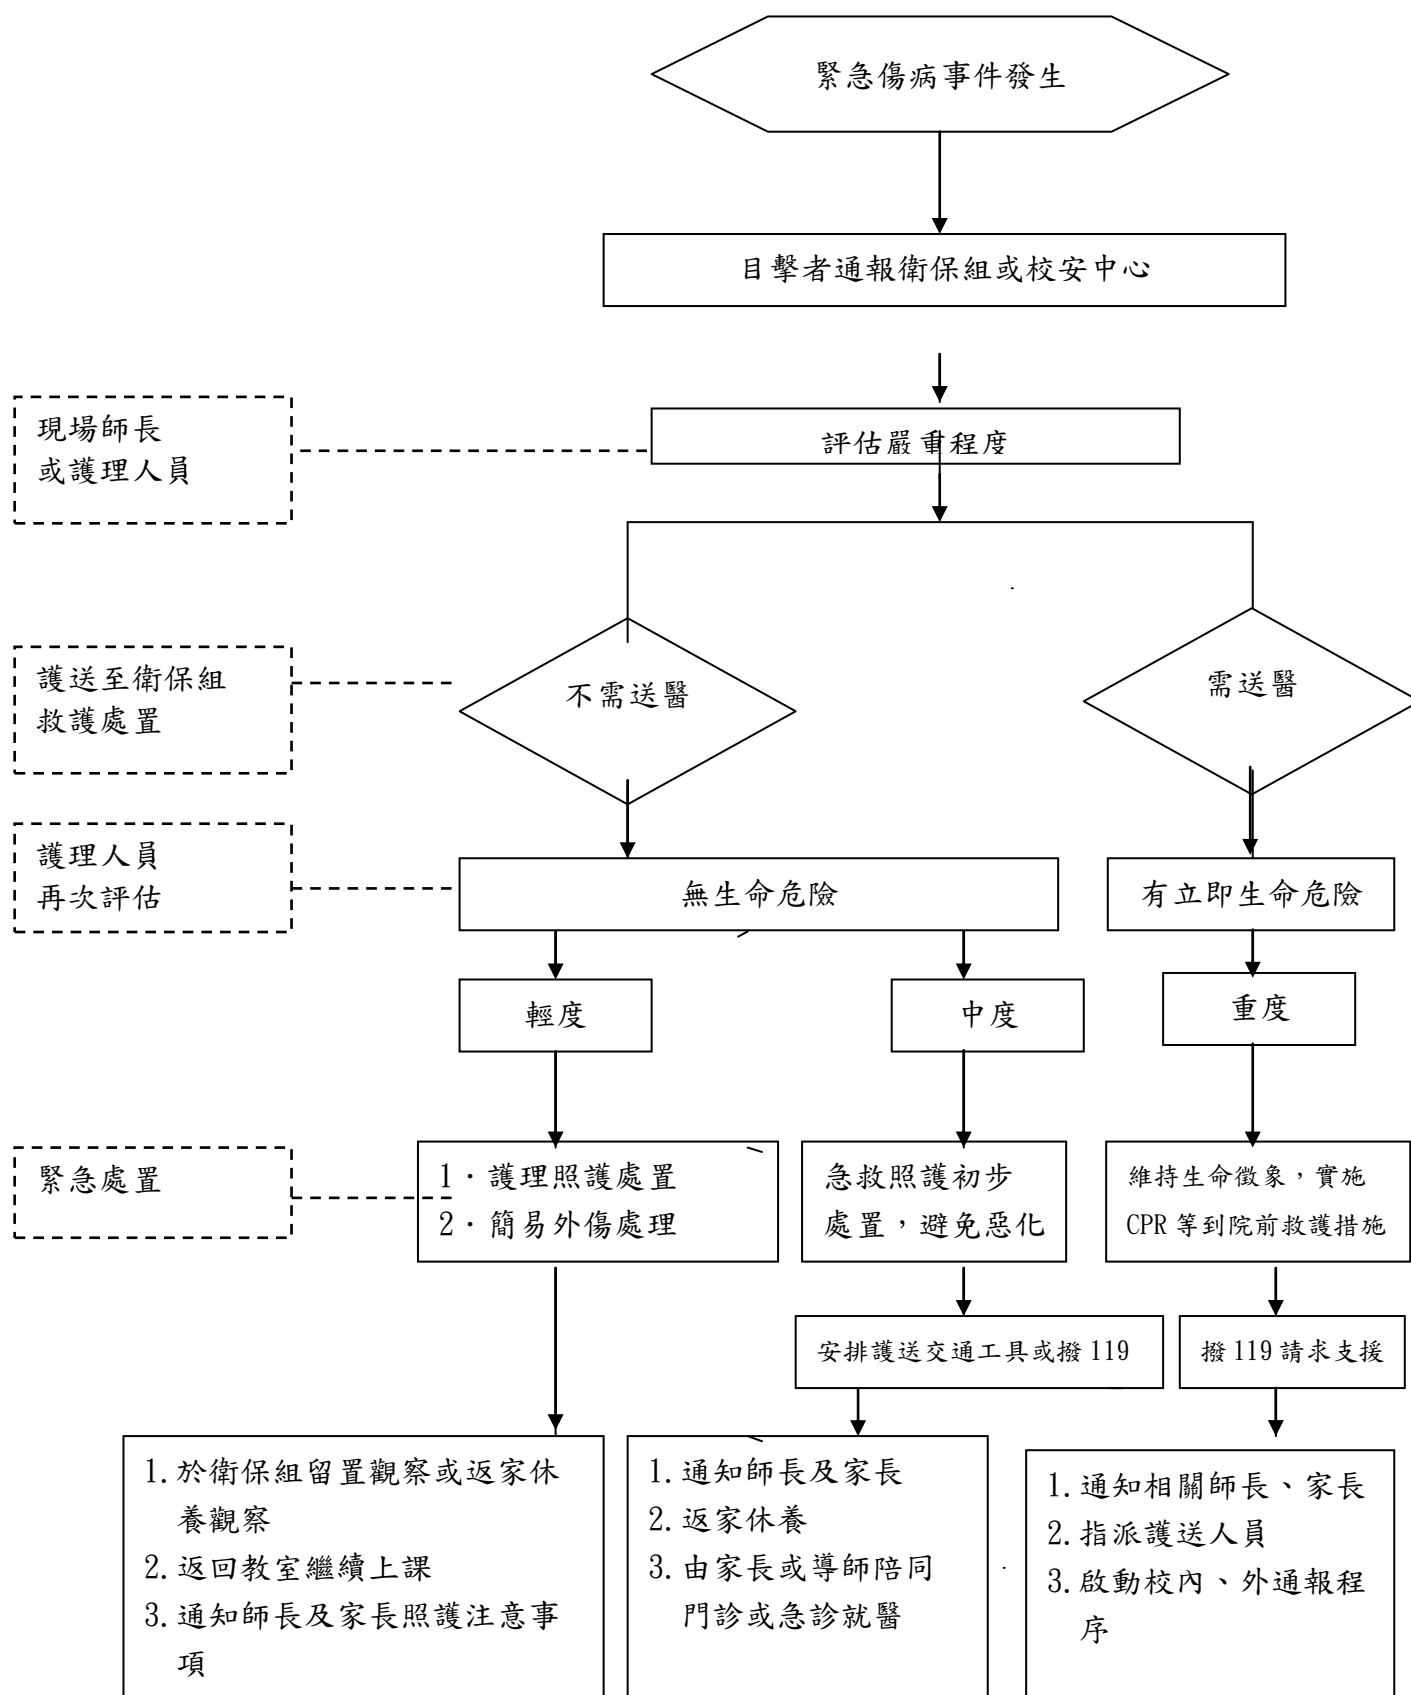 緊急傷病事件發生
目擊者通報衛保組或校安中心
現場師長
或護理人員
評估嚴重程度
護送至衛保組
救護處置
不需送醫
需送醫
護理人員
再次評估
無生命危險
有立即生命危險
輕度
中度
重度
緊急處置
1．護理照護處置
2．簡易外傷處理
急救照護初步
處置，避免惡化
維持生命徵象，實施
CPR 等到院前救護措施
安排護送交通工具或撥 119
撥 119 請求支援
1.於衛保組留置觀察或返家休
養觀察
2.返回教室繼續上課
3.通知師長及家長照護注意事
項
1.通知師長及家長
2.返家休養
3.由家長或導師陪同
門診或急診就醫
1.通知相關師長、家長
2.指派護送人員
3.啟動校內、外通報程
序